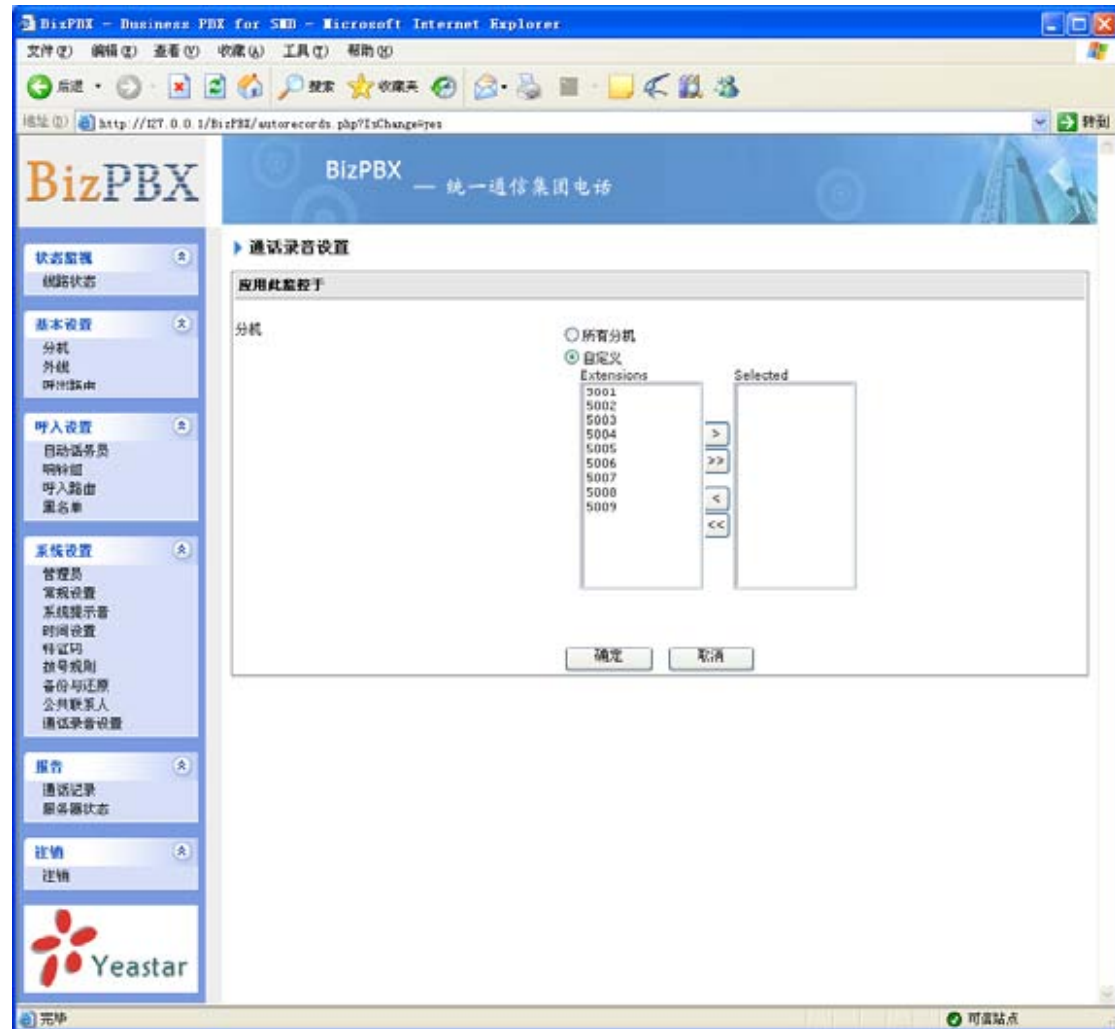 BizPBX - Business PBX for SMB - Microsoft Internet Explorer
文件(F) 编辑(E) 查看(V) 收藏(A) 工具(T) 帮助(H)
后退 搜索 收藏夹
地址(D) http://127.0.0.1/BizPBX/autorecords.php?IsChange=yes 转到
BizPBX
BizPBX — 统一通信集团电话
状态监视
线路状态
基本设置
分机
外线
呼出路由
呼入设置
自动话务员
响铃组
呼入路由
黑名单
系统设置
管理员
常规设置
系统提示音
时间设置
特征码
拨号规则
备份与还原
公共联系人
通话录音设置
报告
通话记录
服务器状态
注销
注销
Yeastar
通话录音设置
应用此监控于
分机
所有分机
自定义
Extensions Selected
5001
5002
5003
5004
5005
5006
5007
5008
5009
>
>>
<
<<
确定 取消
完毕 可信站点